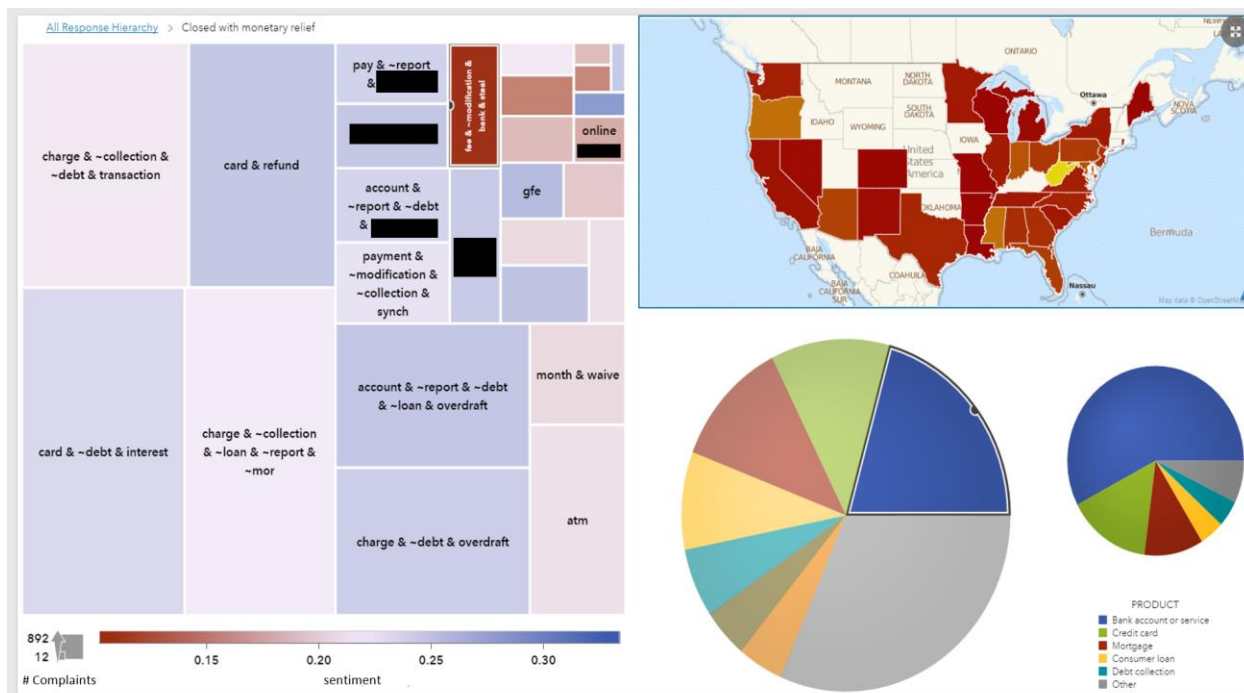 All Response Hierarchy > Closed with monetary relief
charge & ~collection &
~debt & transaction
card & refund
pay & ~report
&
fee & ~modification &
bank & steal
online
account &
~report & ~debt
&
gfe
payment &
~modification &
~collection &
synch
card & ~debt & interest
charge & ~collection
& ~loan & ~report &
~mor
account & ~report & ~debt
& ~loan & overdraft
month & waive
charge & ~debt & overdraft
atm
892
12
# Complaints
0.15
0.20
0.25
0.30
sentiment
ONTARIO
MONTANA
NORTH
DAKOTA
SOUTH
DAKOTA
IDAHO
WYOMING
IOWA
Ottawa
NOVA
SCOTIA
United
States
America
OKLAHOMA
BAJA
CALIFORNIA
BAJA
CALIFORNIA
SUR
COAHUILA
Bermuda
Nassau
Map data © OpenStreetM
PRODUCT
Bank account or service
Credit card
Mortgage
Consumer loan
Debt collection
Other